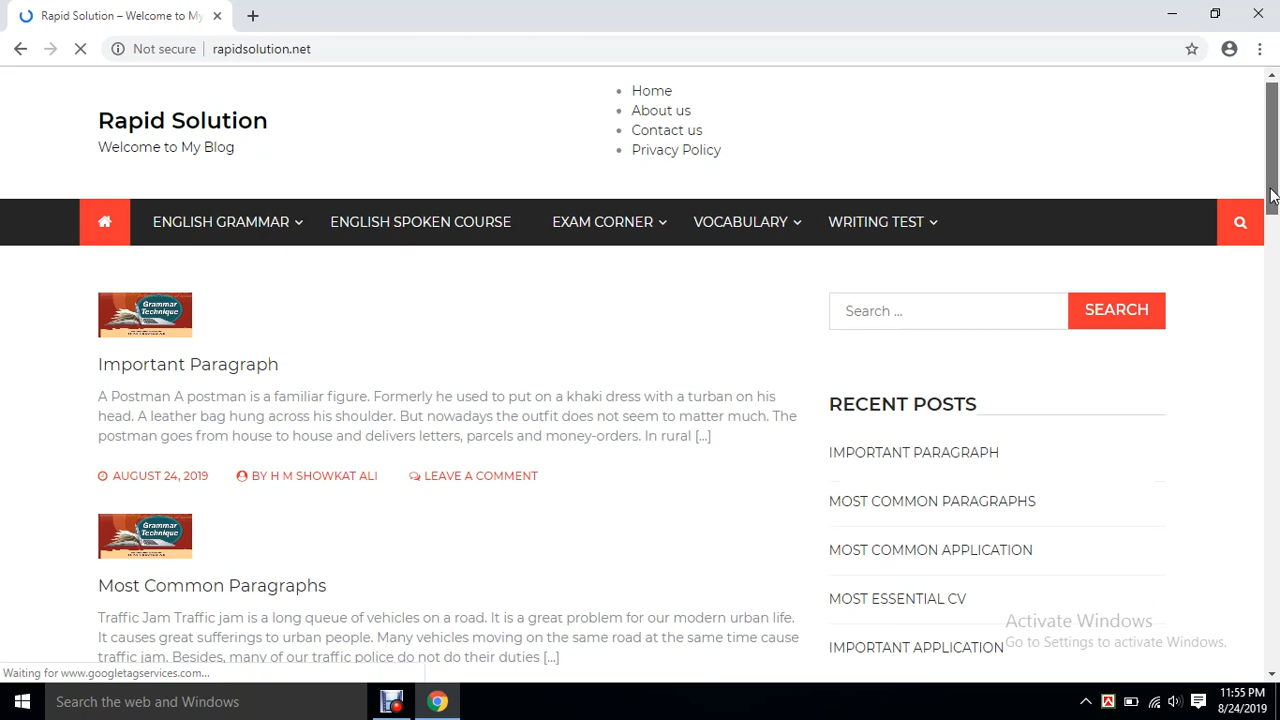 Rapid Solution – Welcome to My
Not secure rapidsolution.net
Home
About us
Contact us
Privacy Policy
Rapid Solution
Welcome to My Blog
ENGLISH GRAMMAR ENGLISH SPOKEN COURSE EXAM CORNER VOCABULARY WRITING TEST
Grammar
Technique
Important Paragraph
A Postman A postman is a familiar figure. Formerly he used to put on a khaki dress with a turban on his
head. A leather bag hung across his shoulder. But nowadays the outfit does not seem to matter much. The
postman goes from house to house and delivers letters, parcels and money-orders. In rural [...]
AUGUST 24, 2019 BY H M SHOWKAT ALI LEAVE A COMMENT
Grammar
Technique
Most Common Paragraphs
Traffic Jam Traffic jam is a long queue of vehicles on a road. It is a great problem for our modern urban life.
It causes great sufferings to urban people. Many vehicles moving on the same road at the same time cause
traffic jam. Besides, many of our traffic police do not do their duties [...]
Search ... SEARCH
RECENT POSTS
IMPORTANT PARAGRAPH
MOST COMMON PARAGRAPHS
MOST COMMON APPLICATION
MOST ESSENTIAL CV
IMPORTANT APPLICATION
Activate Windows
Go to Settings to activate Windows.
Waiting for www.googletagservices.com...
Search the web and Windows
11:55 PM
8/24/2019